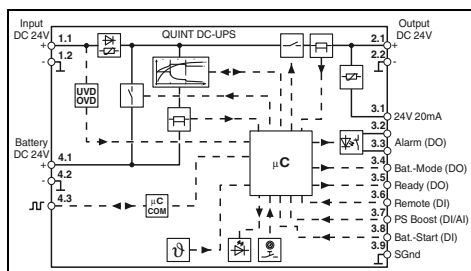 Input
DC 24V
+
1.1
1.2
-
QUINT DC-UPS
Output
2.1
DC 24V
+
2.2
-
UVD
OVD
3.1
24V 20mA
3.2
Alarm (DO)
3.3
Battery
DC 24V
4.1
+
4.2
-
4.3
µC
COM
µC
3.4
Bat.-Mode (DO)
3.5
Ready (DO)
3.6
Remote (DI)
3.7
PS Boost (DI/AI)
3.8
Bat.-Start (DI)
3.9
SGnd
ϑ